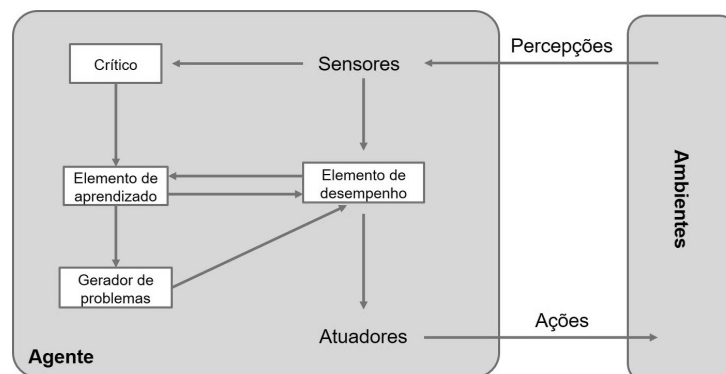 Percepções
Crítico
Sensores
Elemento de
aprendizado
Elemento de
desempenho
Ambientes
Gerador de
problemas
Atuadores
Ações
Agente